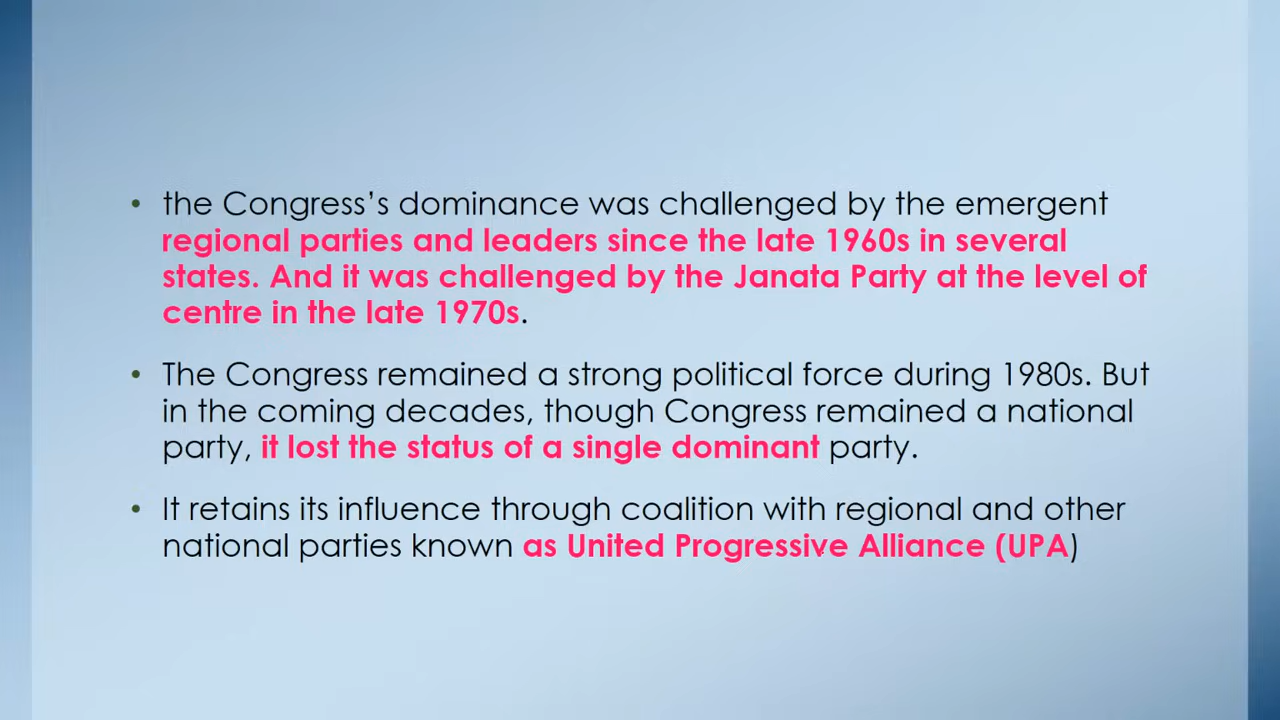 • the Congress’s dominance was challenged by the emergent
regional parties and leaders since the late 1960s in several
states. And it was challenged by the Janata Party at the level of
centre in the late 1970s.
• The Congress remained a strong political force during 1980s. But
in the coming decades, though Congress remained a national
party, it lost the status of a single dominant party.
• It retains its influence through coalition with regional and other
national parties known as United Progressive Alliance (UPA)